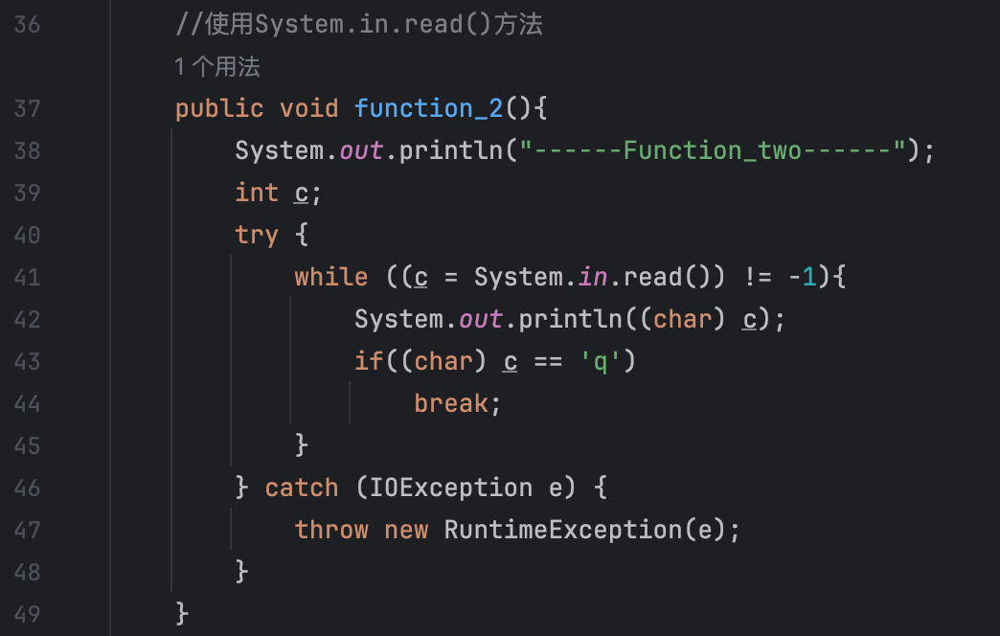 36 //使用System.in.read()方法
1 个用法
37 public void function_2(){
38 System.out.println("------Function_two------");
39 int c;
40 try {
41 while ((c = System.in.read()) != -1){
42 System.out.println((char) c);
43 if((char) c == 'q')
44 break;
45 }
46 } catch (IOException e) {
47 throw new RuntimeException(e);
48 }
49 }